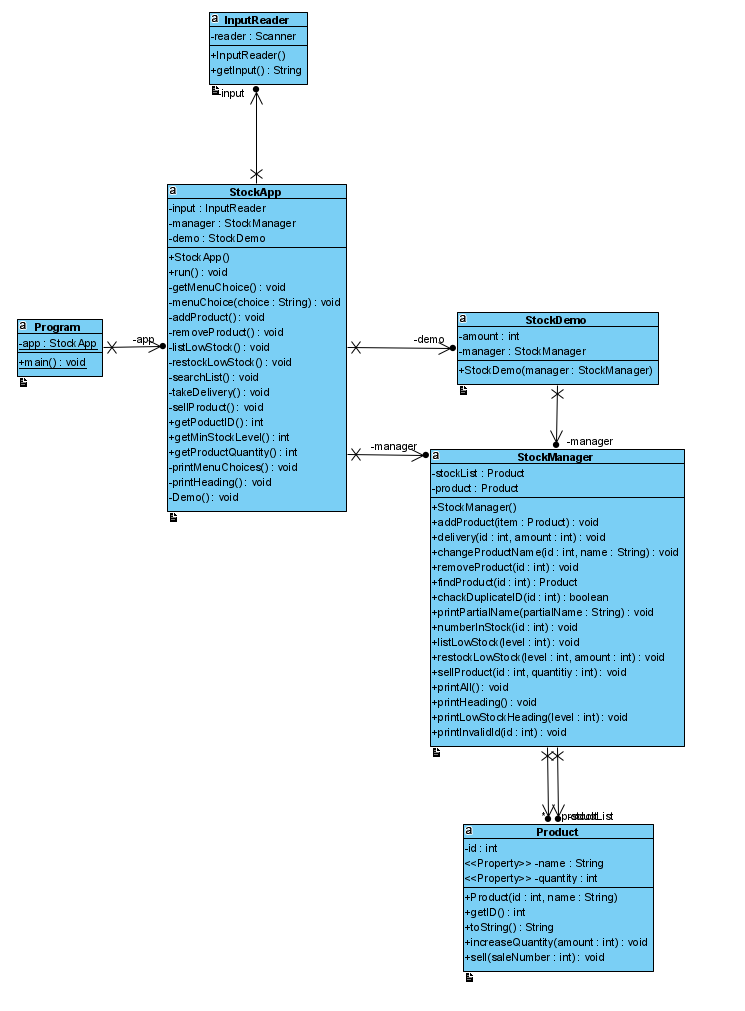 a InputReader
-reader : Scanner
+InputReader()
+getInput() : String
-input
a StockApp
-input : InputReader
-manager : StockManager
-demo : StockDemo
+StockApp()
+run() : void
-getMenuChoice() : void
-menuChoice(choice : String) : void
-addProduct() : void
-removeProduct() : void
-listLowStock() : void
-restockLowStock() : void
-searchList() : void
-takeDelivery() : void
-sellProduct() : void
+getPoductID() : int
+getMinStockLevel() : int
+getProductQuantity() : int
-printMenuChoices() : void
-printHeading() : void
-Demo() : void
a Program
-app : StockApp
+main() : void
-app
-demo
-manager
a StockDemo
-amount : int
-manager : StockManager
+StockDemo(manager : StockManager)
-manager
a StockManager
-stockList : Product
-product : Product
+StockManager()
+addProduct(item : Product) : void
+delivery(id : int, amount : int) : void
+changeProductName(id : int, name : String) : void
+removeProduct(id : int) : void
+findProduct(id : int) : Product
+chackDuplicateID(id : int) : boolean
+printPartialName(partialName : String) : void
+numberInStock(id : int) : void
+listLowStock(level : int) : void
+restockLowStock(level : int, amount : int) : void
+sellProduct(id : int, quantitiy : int) : void
+printAll() : void
+printHeading() : void
+printLowStockHeading(level : int) : void
+printInvalidId(id : int) : void
*
a Product
-id : int
<<Property>> -name : String
<<Property>> -quantity : int
+Product(id : int, name : String)
+getID() : int
+toString() : String
+increaseQuantity(amount : int) : void
+sell(saleNumber : int) : void